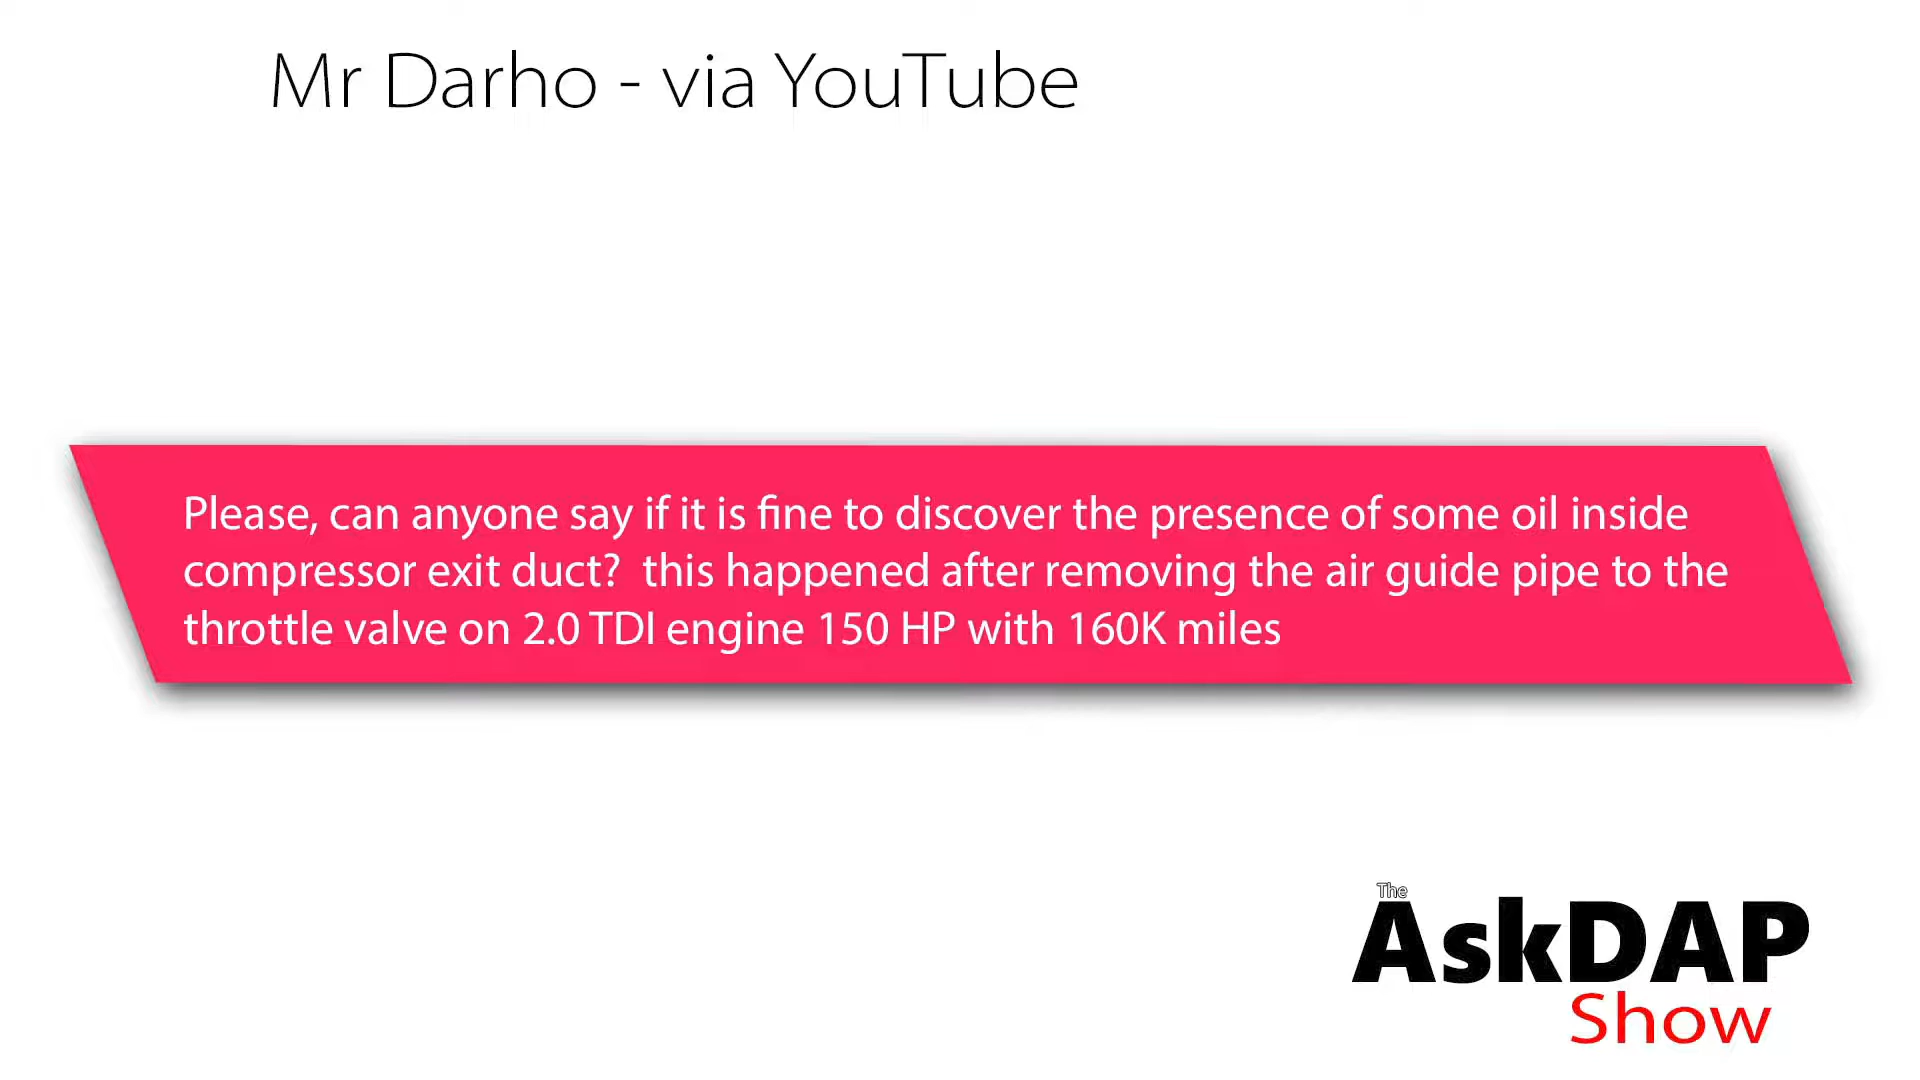 Mr Darho - via YouTube
Please, can anyone say if it is fine to discover the presence of some oil inside
compressor exit duct?  this happened after removing the air guide pipe to the
throttle valve on 2.0 TDI engine 150 HP with 160K miles
The
AskDAP
Show